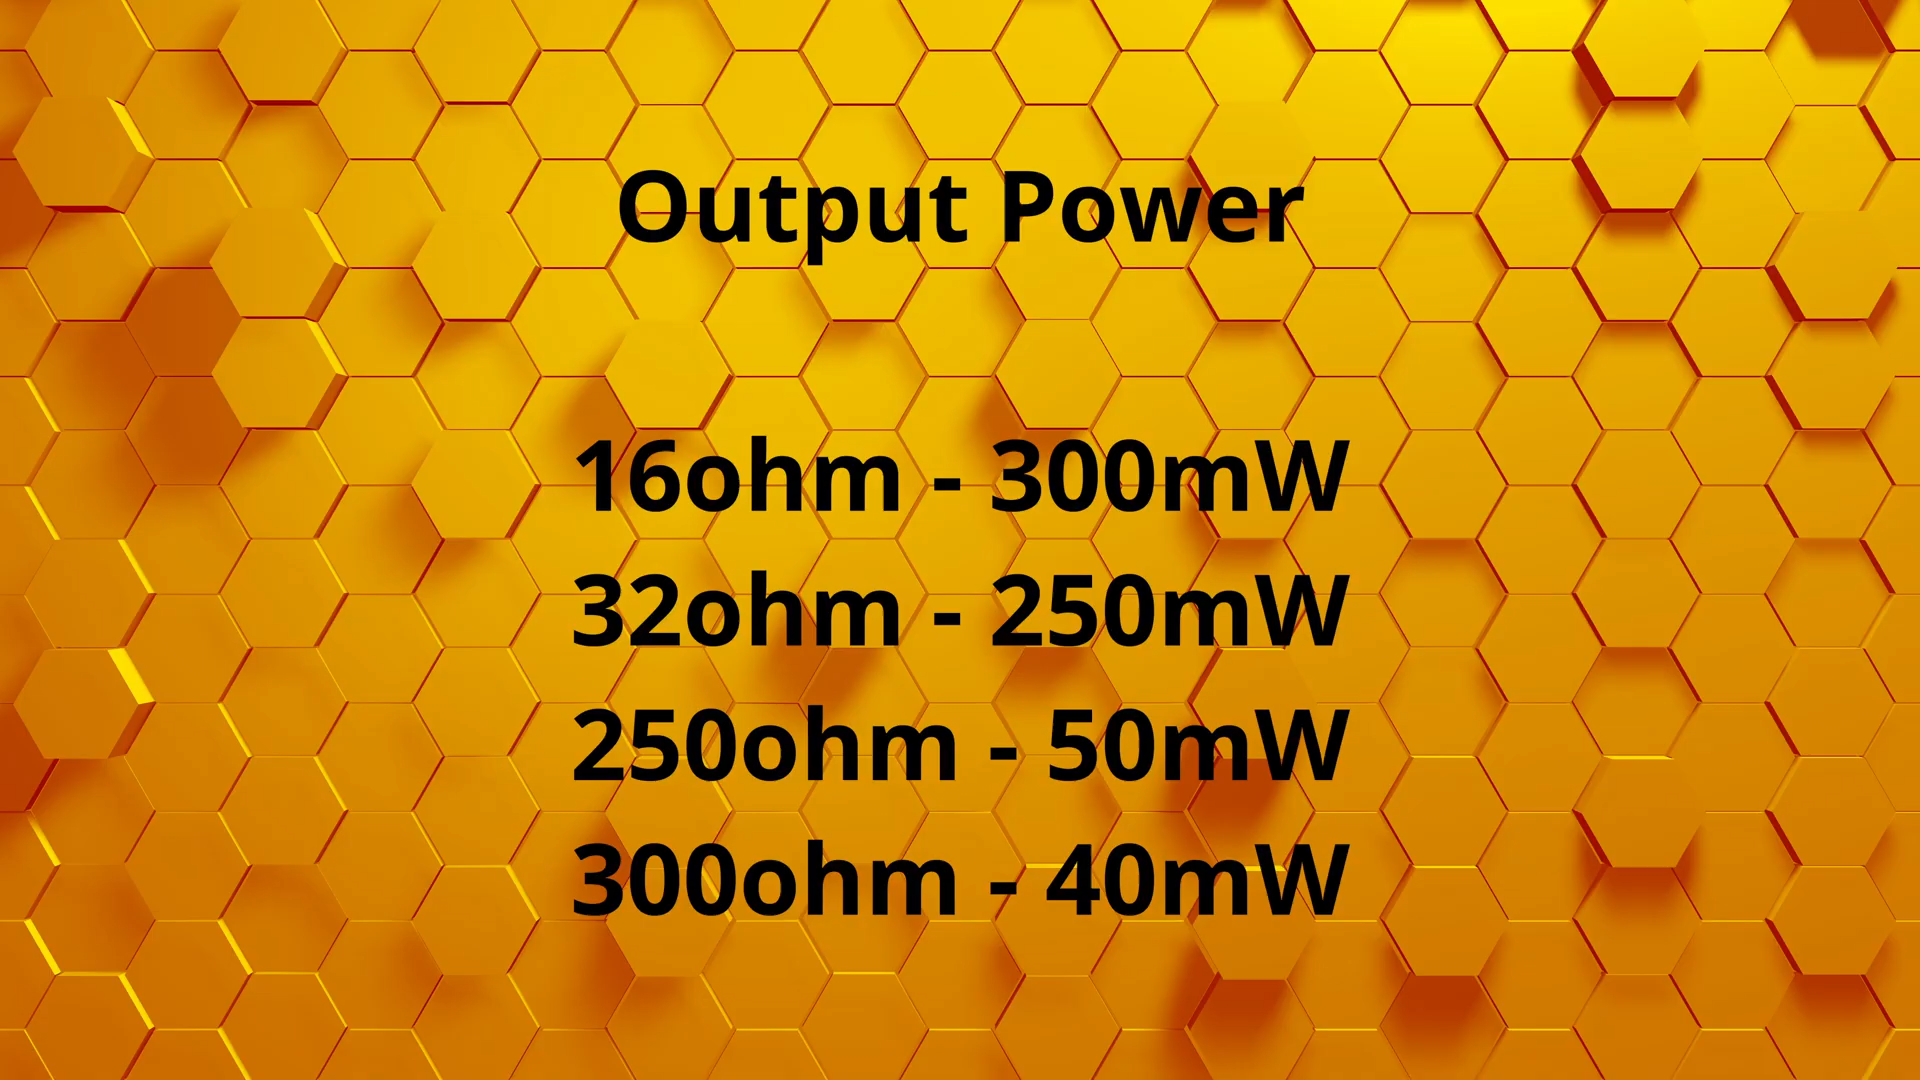 Output Power
16ohm - 300mW
32ohm - 250mW
250ohm - 50mW
300ohm - 40mW